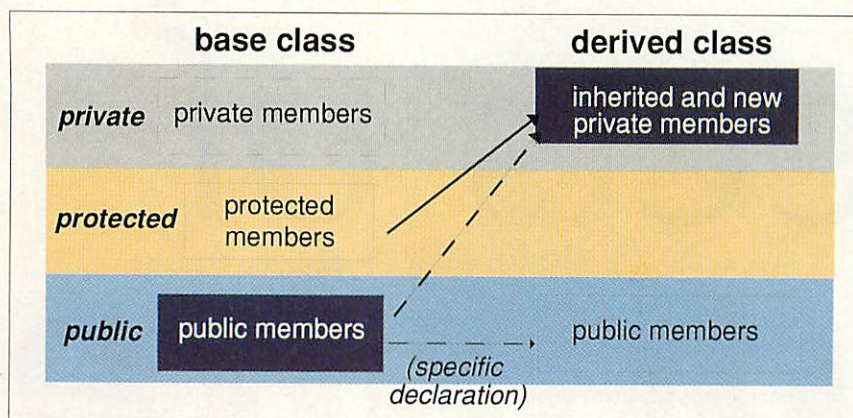 base class
derived class
private
private members
inherited and new
private members
protected
protected
members
public
public members
public members
(specific
declaration)